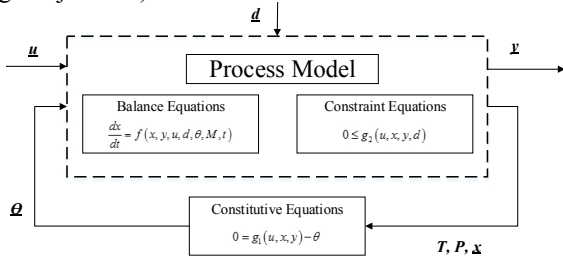 d
u
y
Process Model
Balance Equations
dx/dt = f(x, y, u, d, θ, M, t)
Constraint Equations
0 ≤ g₂(u, x, y, d)
Constitutive Equations
0 = g₁(u, x, y) − θ
Θ
T, P, x